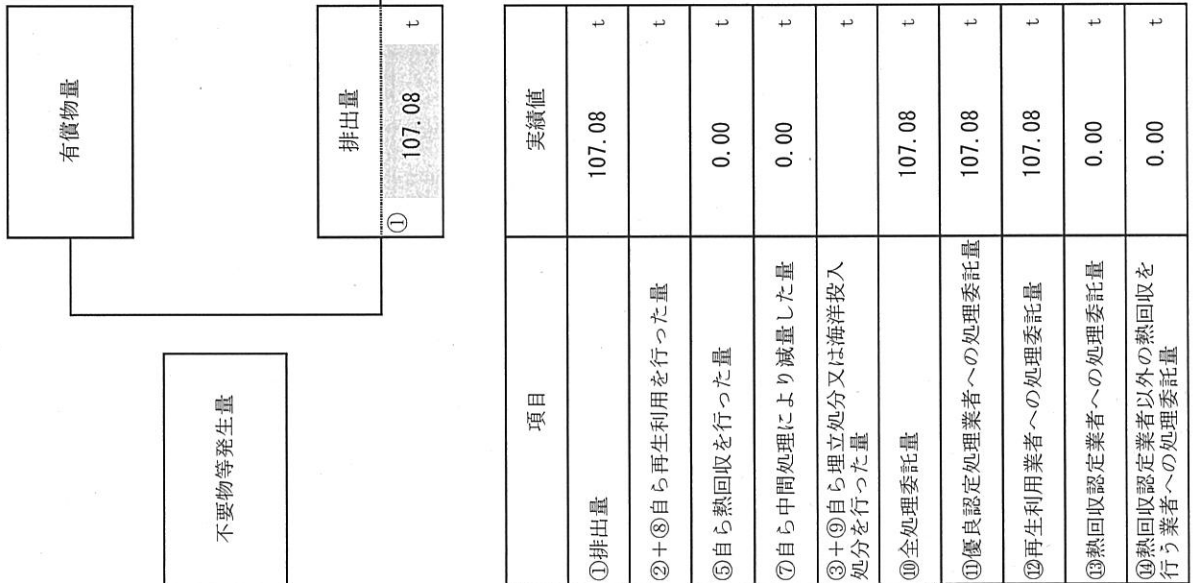 有償物量
不要物等発生量
排出量
① 107.08 t
項目 実績値
①排出量 107.08 t
②+⑧自ら再生利用を行った量 t
⑤自ら熱回収を行った量 0.00 t
⑦自ら中間処理により減量した量 0.00 t
③+⑨自ら埋立処分又は海洋投入
処分を行った量 t
⑩全処理委託量 107.08 t
⑪優良認定処理業者への処理委託量 107.08 t
⑫再生利用業者への処理委託量 107.08 t
⑬熱回収認定業者への処理委託量 0.00 t
⑭熱回収認定業者以外の熱回収を
行う業者への処理委託量 0.00 t